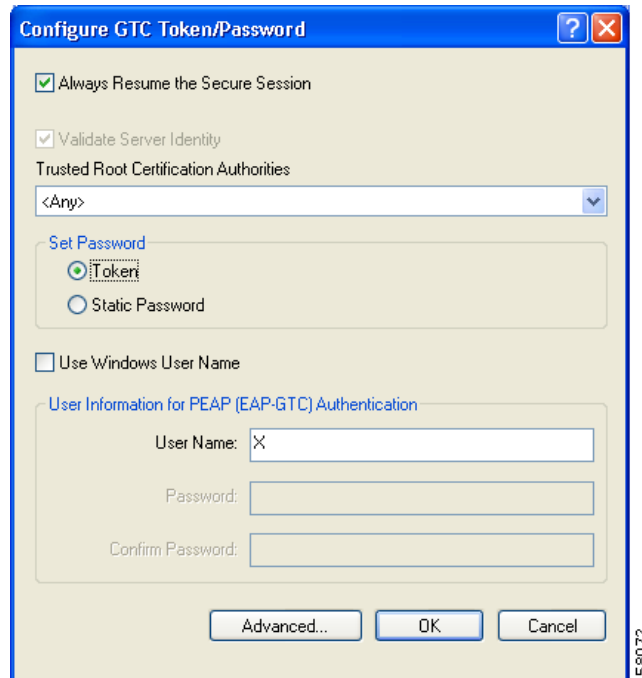 Configure GTC Token/Password
Always Resume the Secure Session
Validate Server Identity
Trusted Root Certification Authorities
<Any>
Set Password
Token
Static Password
Use Windows User Name
User Information for PEAP (EAP-GTC) Authentication
User Name: X
Password:
Confirm Password:
Advanced... OK Cancel